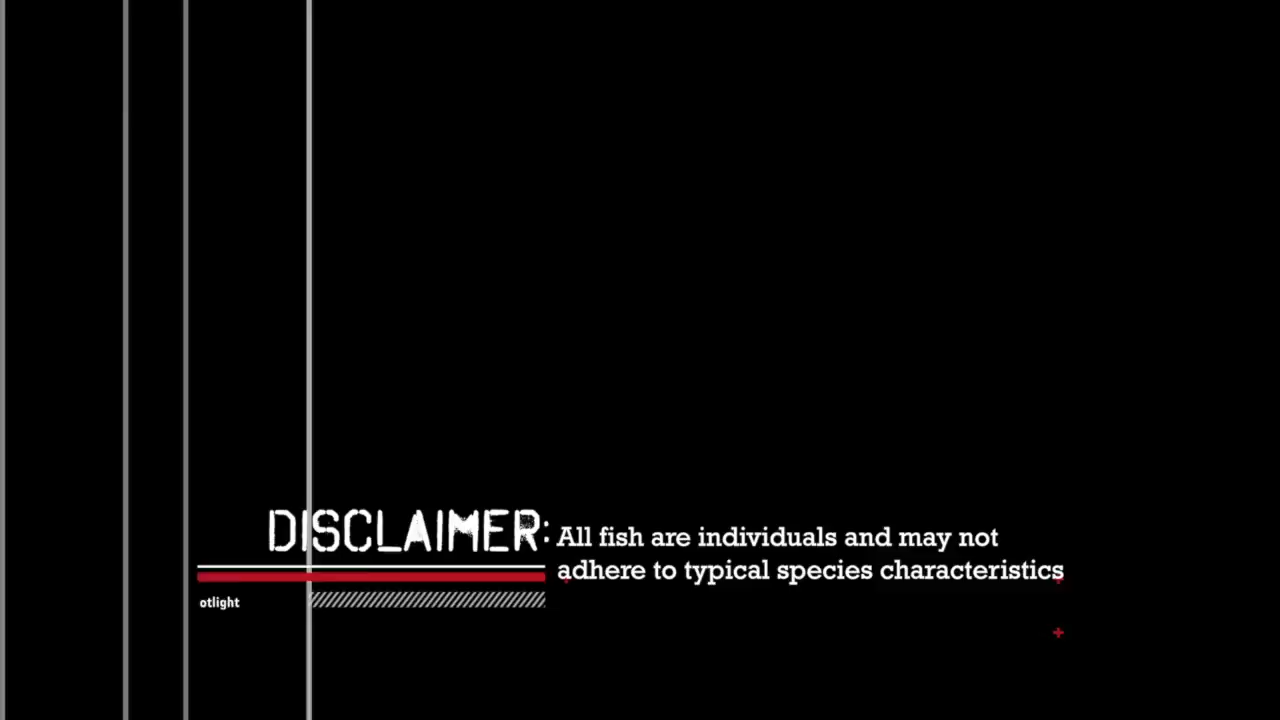 DISCLAIMER: All fish are individuals and may not
adhere to typical species characteristics
otlight